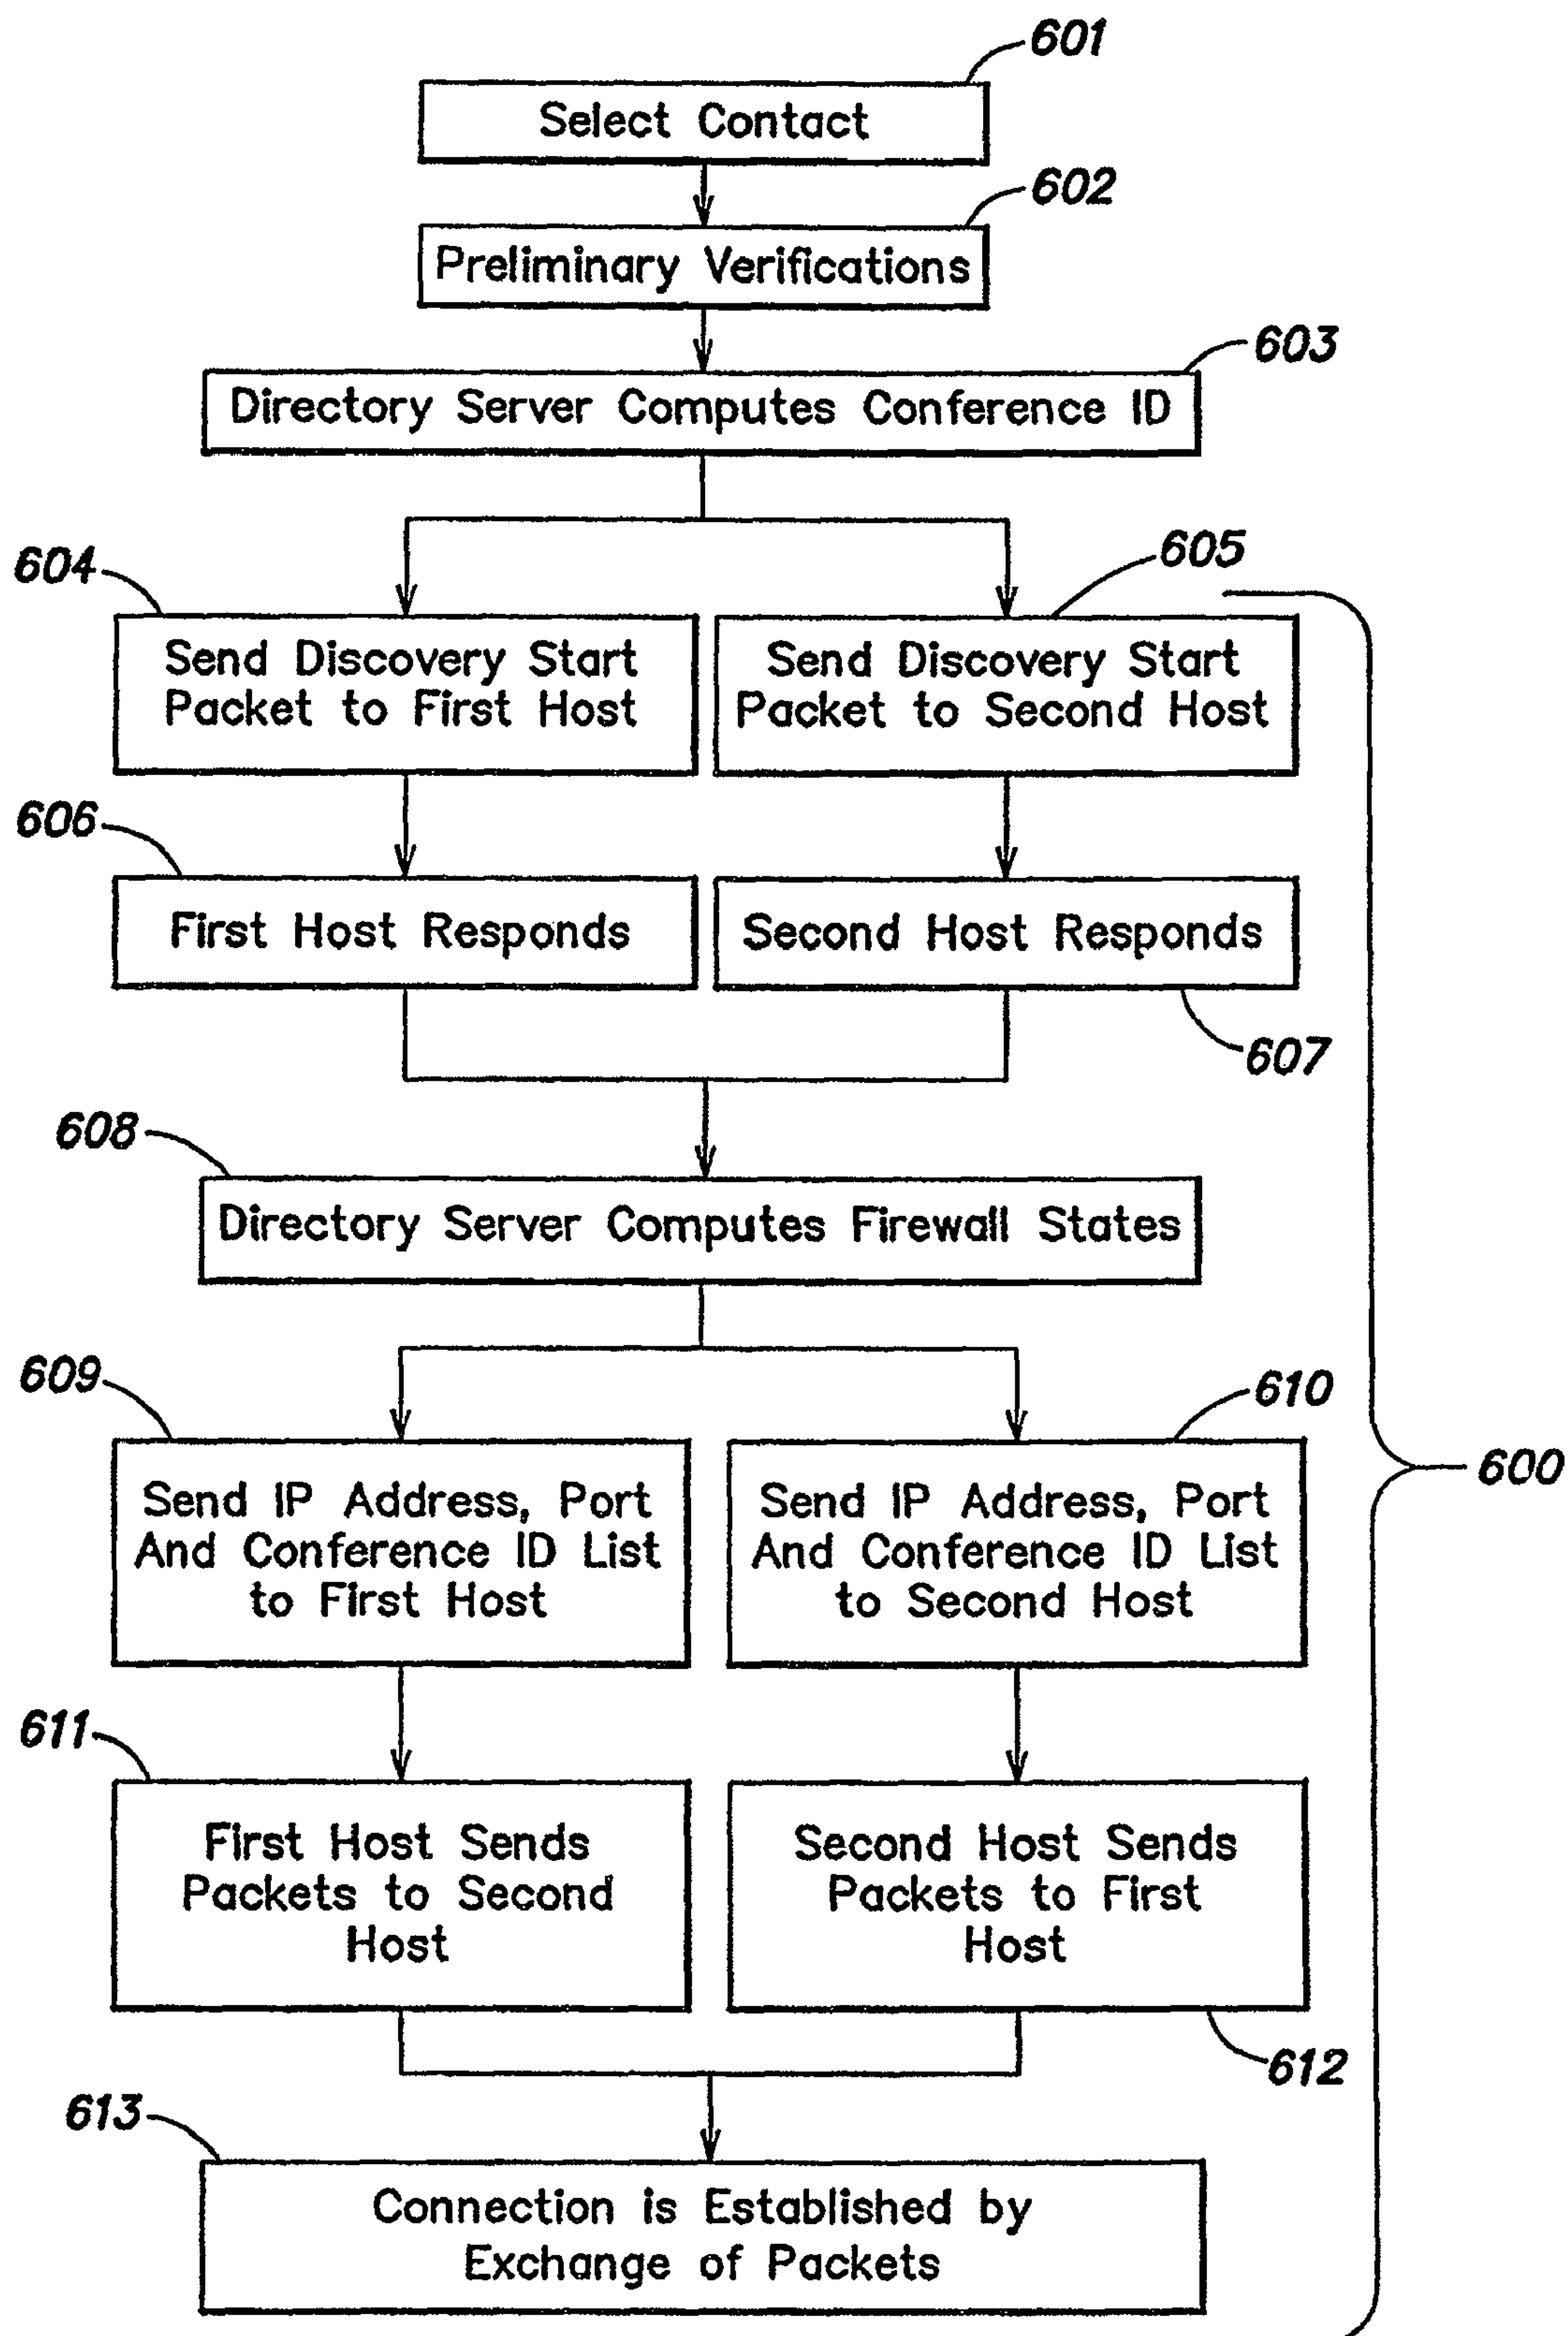 601
Select Contact
602
Preliminary Verifications
603
Directory Server Computes Conference ID
604
605
Send Discovery Start
Packet to First Host
Send Discovery Start
Packet to Second Host
606
First Host Responds
Second Host Responds
607
608
Directory Server Computes Firewall States
609
610
600
Send IP Address, Port
And Conference ID List
to First Host
Send IP Address, Port
And Conference ID List
to Second Host
611
First Host Sends
Packets to Second
Host
Second Host Sends
Packets to First
Host
612
613
Connection is Established by
Exchange of Packets